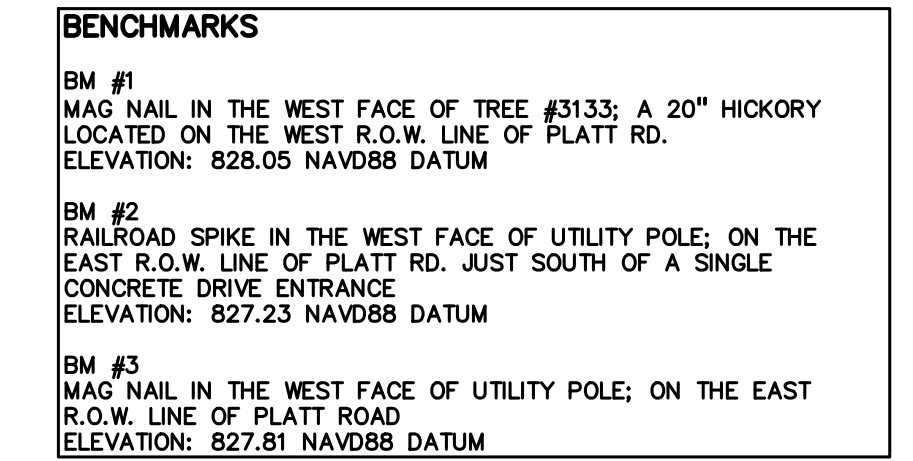 BENCHMARKS
BM #1
MAG NAIL IN THE WEST FACE OF TREE #3133; A 20" HICKORY
LOCATED ON THE WEST R.O.W. LINE OF PLATT RD.
ELEVATION: 828.05 NAVD88 DATUM
BM #2
RAILROAD SPIKE IN THE WEST FACE OF UTILITY POLE; ON THE
EAST R.O.W. LINE OF PLATT RD. JUST SOUTH OF A SINGLE
CONCRETE DRIVE ENTRANCE
ELEVATION: 827.23 NAVD88 DATUM
BM #3
MAG NAIL IN THE WEST FACE OF UTILITY POLE; ON THE EAST
R.O.W. LINE OF PLATT ROAD
ELEVATION: 827.81 NAVD88 DATUM